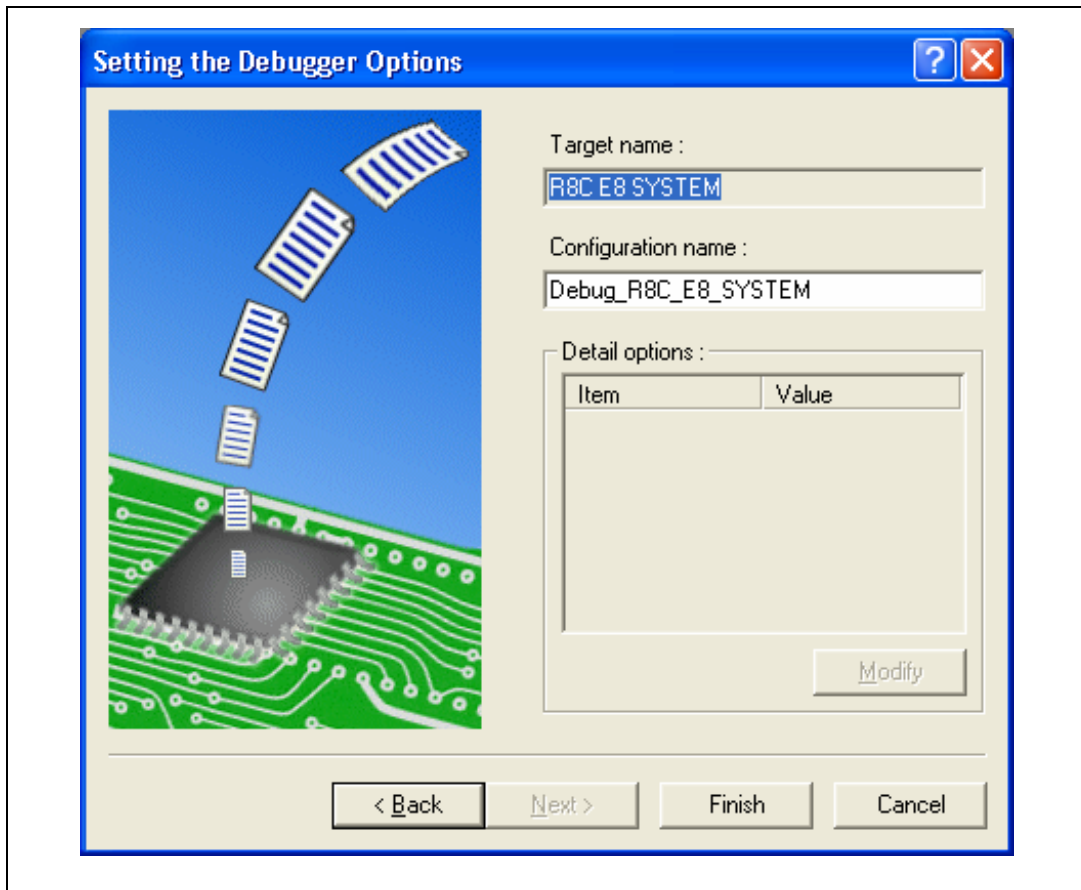 Setting the Debugger Options
Target name :
R8C E8 SYSTEM
Configuration name :
Debug_R8C_E8_SYSTEM
Detail options :
Item Value
Modify
< Back Next > Finish Cancel